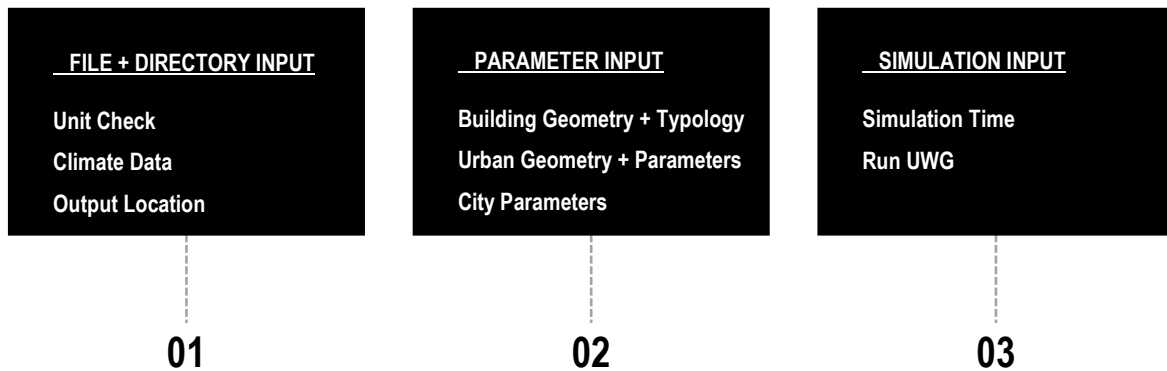 FILE + DIRECTORY INPUT
Unit Check
Climate Data
Output Location
01
PARAMETER INPUT
Building Geometry + Typology
Urban Geometry + Parameters
City Parameters
02
SIMULATION INPUT
Simulation Time
Run UWG
03